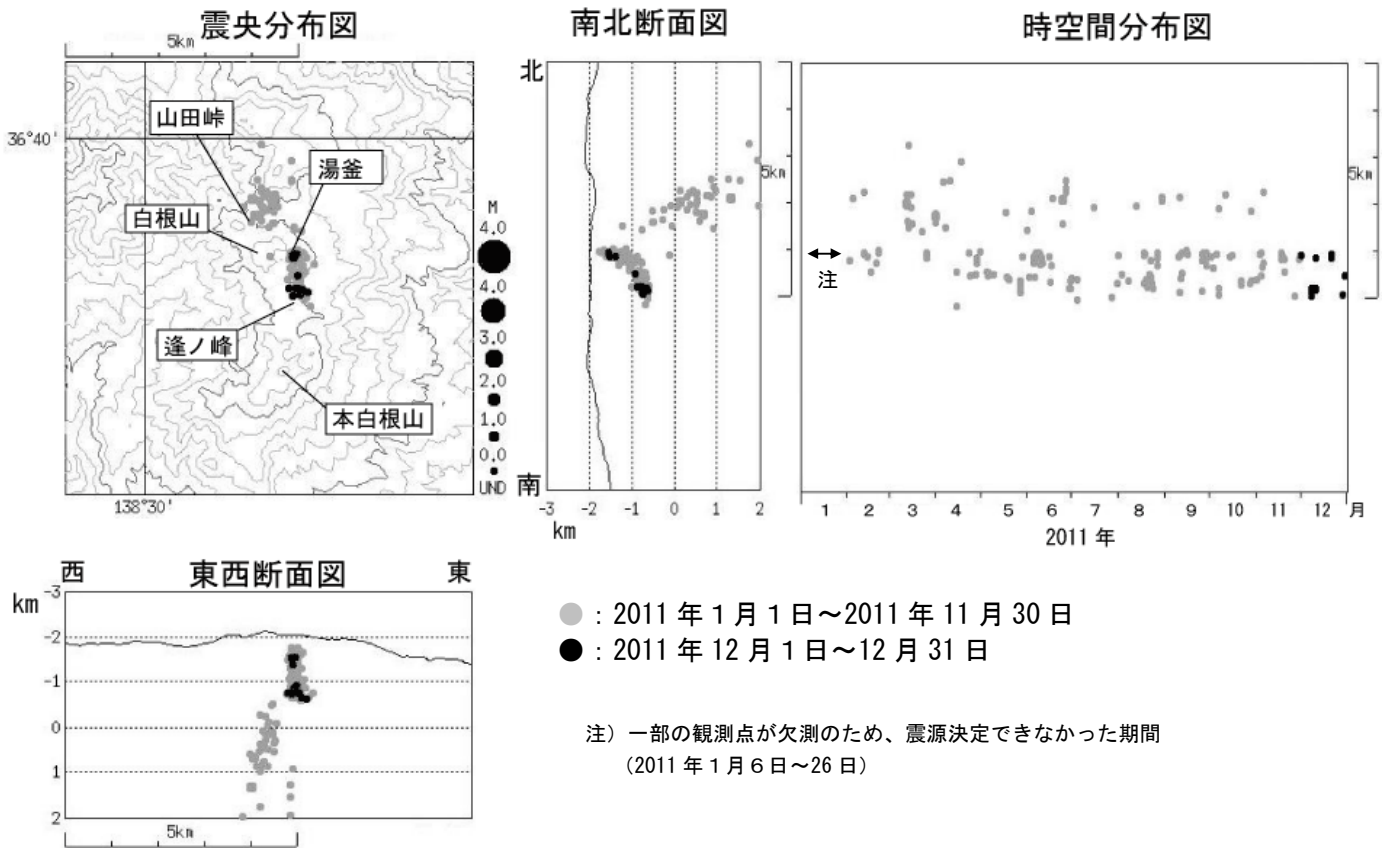 震央分布図
5km
36°40'
山田峠
湯釜
白根山
逢ノ峰
本白根山
138°30'
M
4.0
4.0
3.0
2.0
1.0
0.0
UND
南北断面図
北
南
5km
-3 -2 -1 0 1 2
km
時空間分布図
5km
注
1 2 3 4 5 6 7 8 9 10 11 12 月
2011 年
西 東西断面図 東
km
-3
-2
-1
0
1
2
5km
：2011 年 1 月 1 日～2011 年 11 月 30 日
：2011 年 12 月 1 日～12 月 31 日
注）一部の観測点が欠測のため、震源決定できなかった期間
（2011 年 1 月 6 日～26 日）